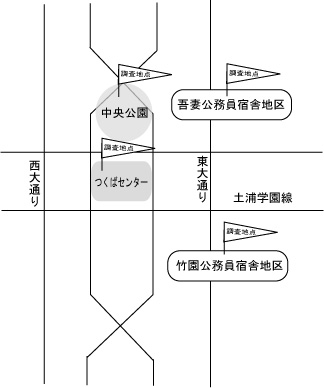 調査地点
調査地点
中央公園
吾妻公務員宿舎地区
調査地点
西大通り
つくばセンター
東大通り
土浦学園線
調査地点
竹園公務員宿舎地区